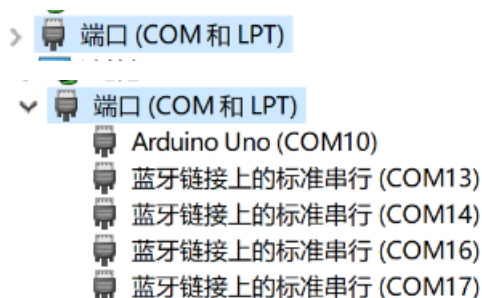 端口 (COM 和 LPT)
端口 (COM 和 LPT)
Arduino Uno (COM10)
蓝牙链接上的标准串行 (COM13)
蓝牙链接上的标准串行 (COM14)
蓝牙链接上的标准串行 (COM16)
蓝牙链接上的标准串行 (COM17)